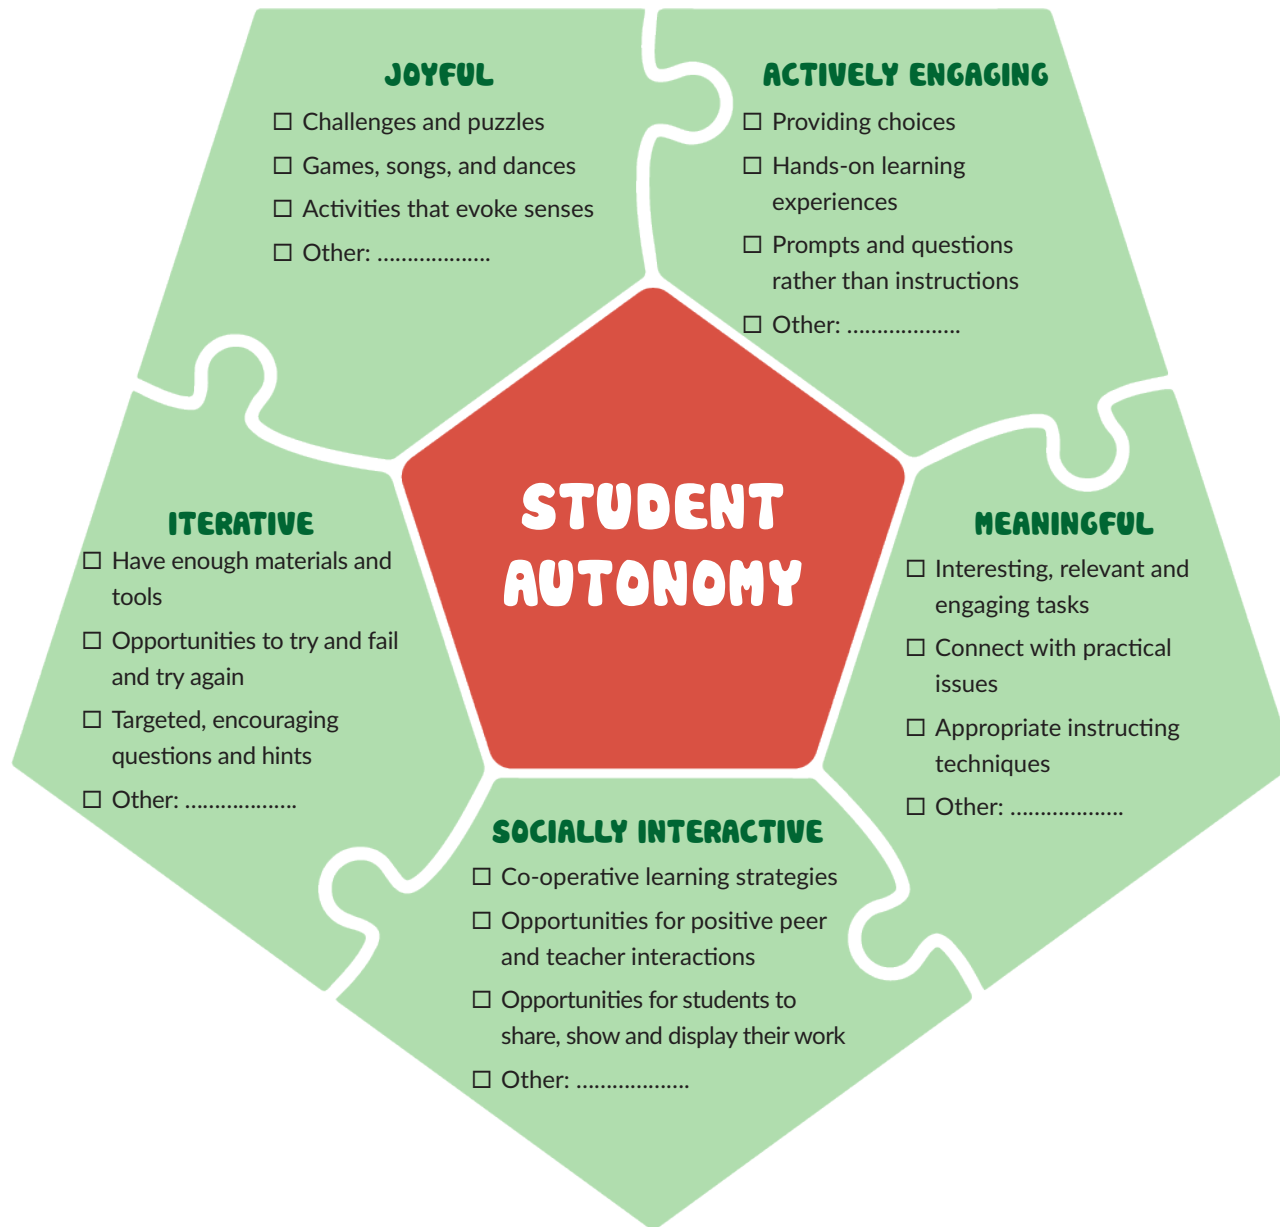 JOYFUL
☐ Challenges and puzzles
☐ Games, songs, and dances
☐ Activities that evoke senses
☐ Other: ...................
ACTIVELY ENGAGING
☐ Providing choices
☐ Hands-on learning
experiences
☐ Prompts and questions
rather than instructions
☐ Other: ...................
STUDENT
AUTONOMY
ITERATIVE
☐ Have enough materials and
tools
☐ Opportunities to try and fail
and try again
☐ Targeted, encouraging
questions and hints
☐ Other: ...................
MEANINGFUL
☐ Interesting, relevant and
engaging tasks
☐ Connect with practical
issues
☐ Appropriate instructing
techniques
☐ Other: ...................
SOCIALLY INTERACTIVE
☐ Co-operative learning strategies
☐ Opportunities for positive peer
and teacher interactions
☐ Opportunities for students to
share, show and display their work
☐ Other: ...................